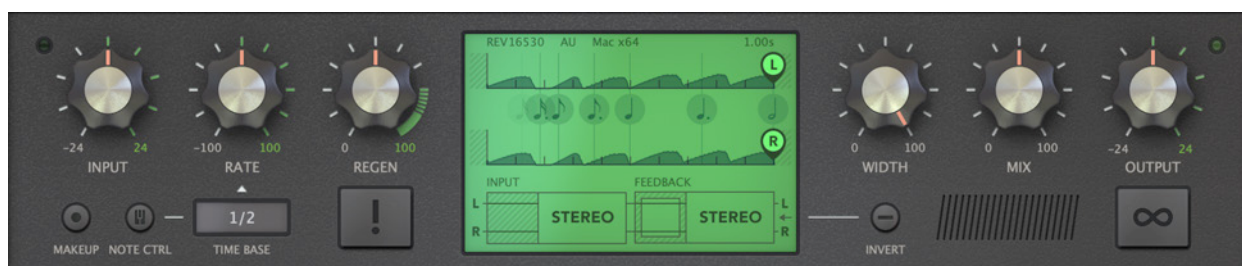 REV16530 AU Mac x64 1.00s
L
-24 24
INPUT
-100 100
RATE
0 100
REGEN
0 100
WIDTH
0 100
MIX
-24 24
OUTPUT
R
INPUT FEEDBACK
L STEREO STEREO L
R R
←
MAKEUP
NOTE CTRL
1/2
TIME BASE
!
INVERT
∞